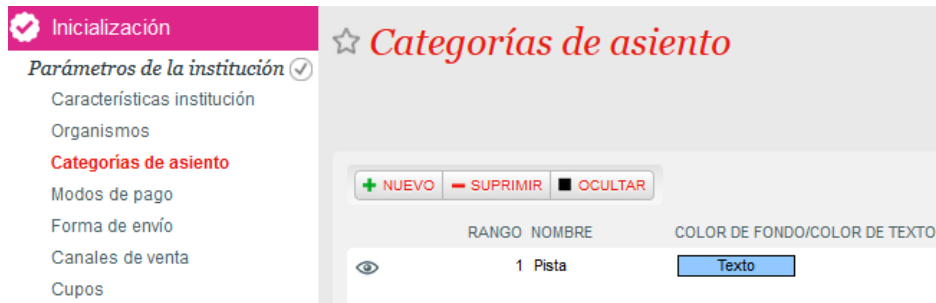 Inicialización
Parámetros de la institución
Características institución
Organismos
Categorías de asiento
Modos de pago
Forma de envío
Canales de venta
Cupos
Categorías de asiento
NUEVO SUPRIMIR OCULTAR
RANGO NOMBRE COLOR DE FONDO/COLOR DE TEXTO
1 Pista Texto